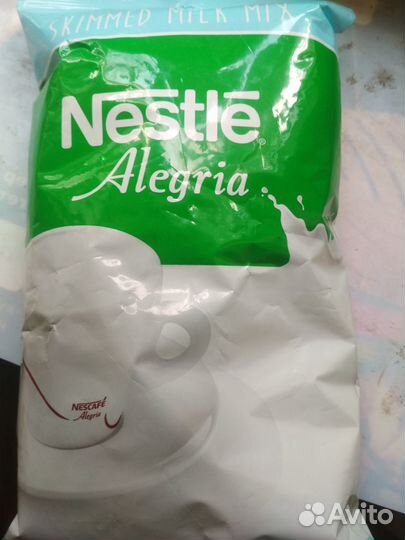 SKIMMED MILK MIX
Nestlé
Alegria
NESCAFÉ
Alegria
Avito